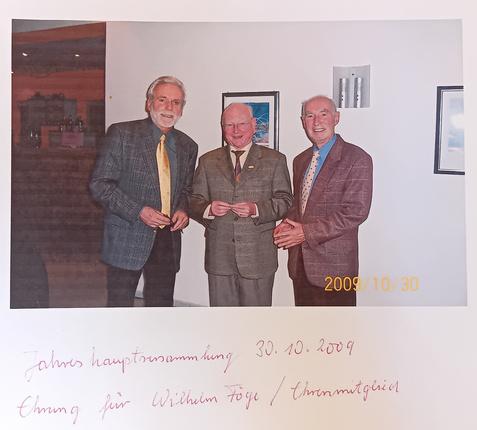 2009/10/30
Jahreshauptversammlung 30.10.2009
Ehrung für Wilhelm Föge / Ehrenmitglied